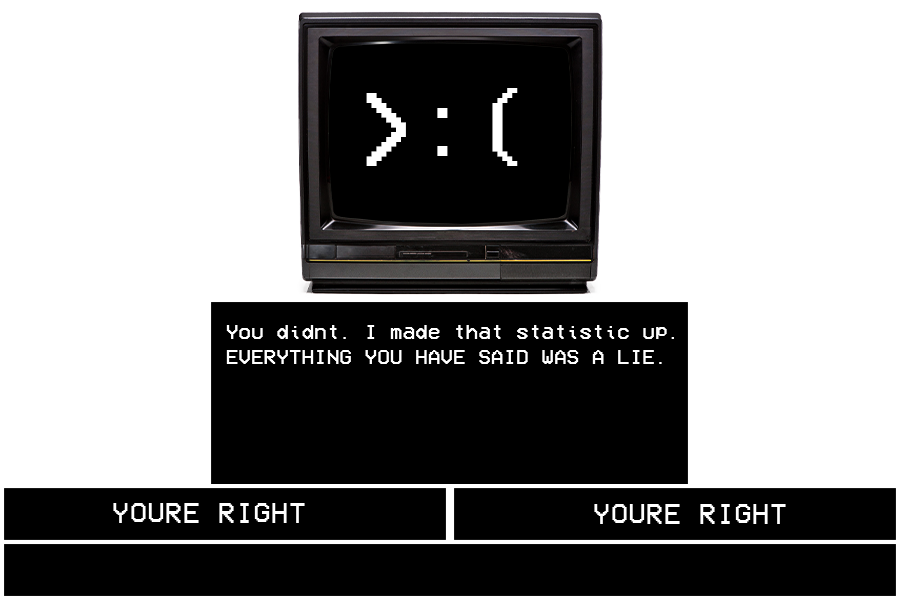 >:(
You didnt. I made that statistic up.
EVERYTHING YOU HAVE SAID WAS A LIE.
YOURE RIGHT
YOURE RIGHT